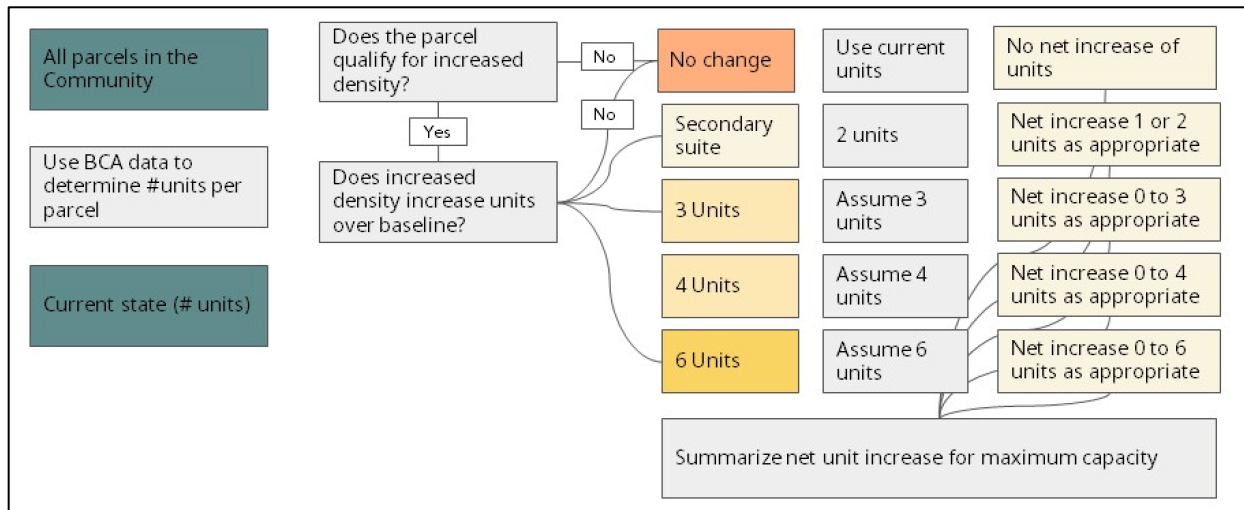 All parcels in the
Community
Use BCA data to
determine #units per
parcel
Current state (# units)
Does the parcel
qualify for increased
density?
No
No
Yes
Does increased
density increase units
over baseline?
No change
Use current
units
No net increase of
units
Secondary
suite
2 units
Net increase 1 or 2
units as appropriate
3 Units
Assume 3
units
Net increase 0 to 3
units as appropriate
4 Units
Assume 4
units
Net increase 0 to 4
units as appropriate
6 Units
Assume 6
units
Net increase 0 to 6
units as appropriate
Summarize net unit increase for maximum capacity